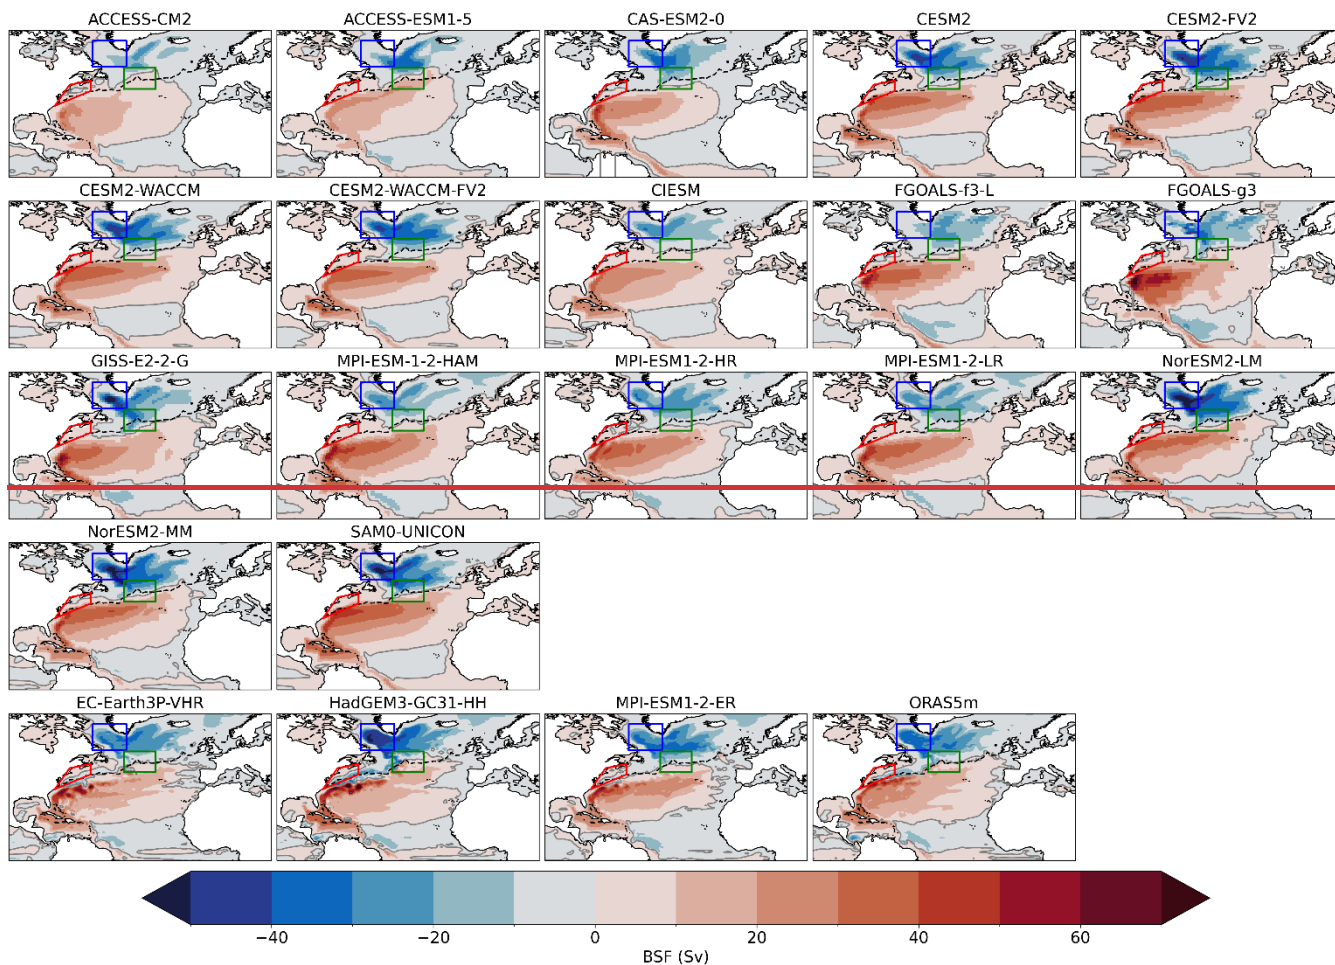 ACCESS-CM2 ACCESS-ESM1-5 CAS-ESM2-0 CESM2 CESM2-FV2
CESM2-WACCM CESM2-WACCM-FV2 CIESM FGOALS-f3-L FGOALS-g3
GISS-E2-2-G MPI-ESM-1-2-HAM MPI-ESM1-2-HR MPI-ESM1-2-LR NorESM2-LM
NorESM2-MM SAM0-UNICON
EC-Earth3P-VHR HadGEM3-GC31-HH MPI-ESM1-2-ER ORAS5m
−40 −20 0 20 40 60
BSF (Sv)